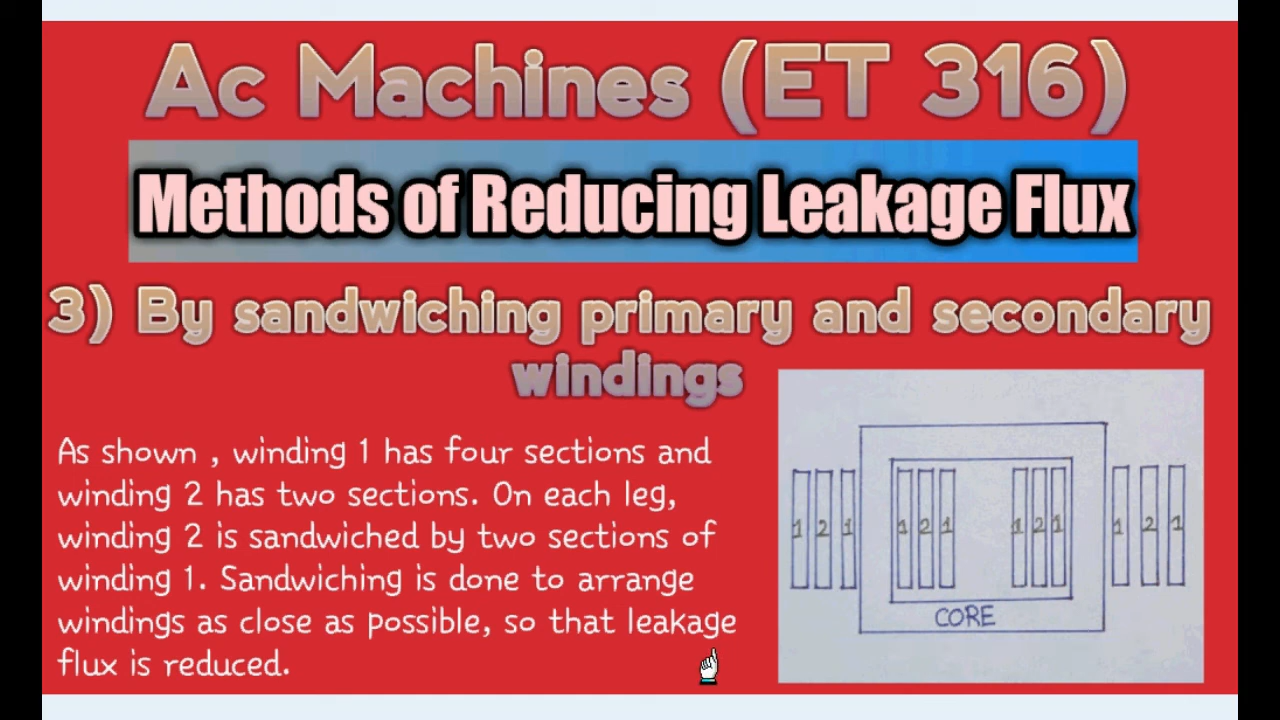 Ac Machines (ET 316)
Methods of Reducing Leakage Flux
3) By sandwiching primary and secondary
windings
As shown , winding 1 has four sections and
winding 2 has two sections. On each leg,
winding 2 is sandwiched by two sections of
winding 1. Sandwiching is done to arrange
windings as close as possible, so that leakage
flux is reduced.
1 2 1 1 2 1 1 2 1 1 2 1
CORE